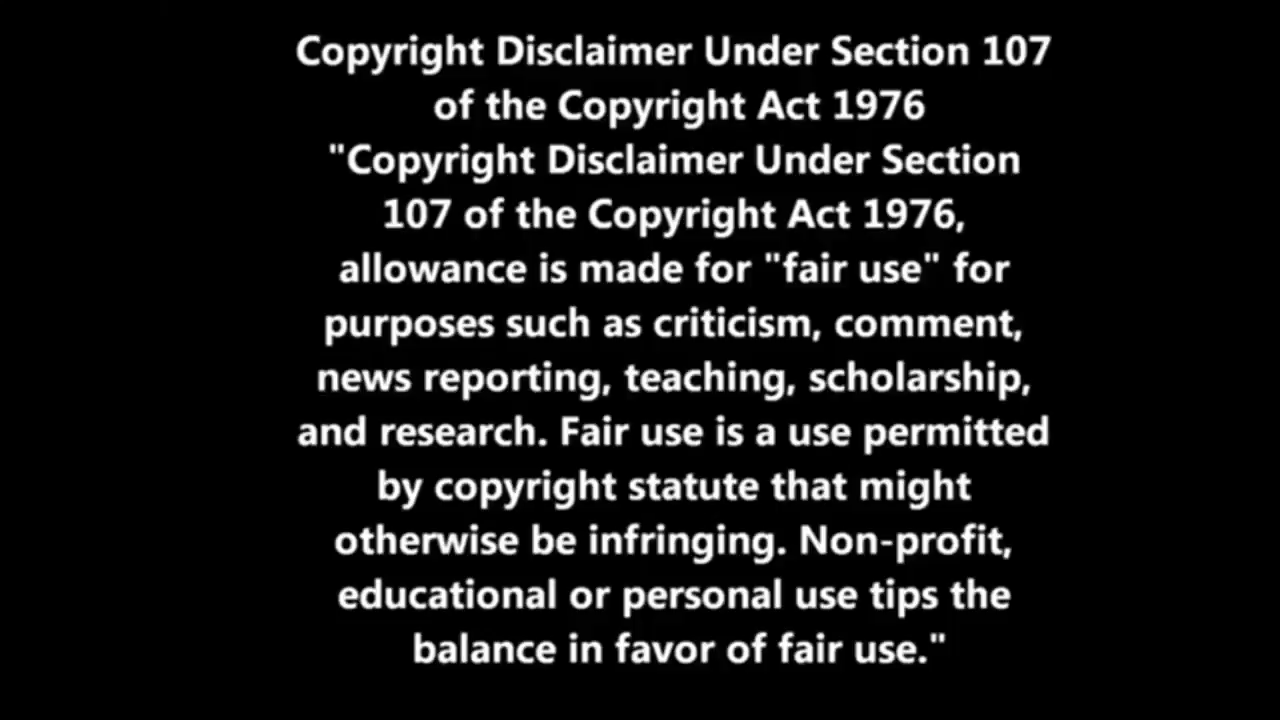 Copyright Disclaimer Under Section 107
of the Copyright Act 1976
"Copyright Disclaimer Under Section
107 of the Copyright Act 1976,
allowance is made for "fair use" for
purposes such as criticism, comment,
news reporting, teaching, scholarship,
and research. Fair use is a use permitted
by copyright statute that might
otherwise be infringing. Non-profit,
educational or personal use tips the
balance in favor of fair use."